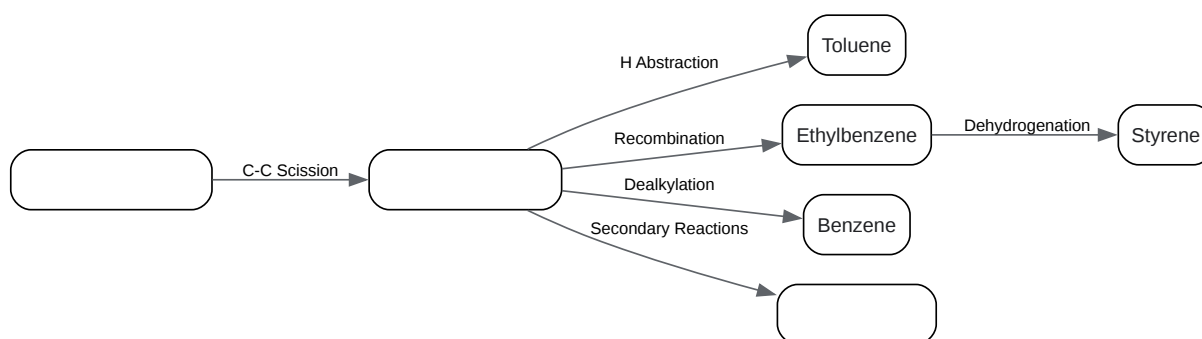 Toluene
H Abstraction
Ethylbenzene
Dehydrogenation
Styrene
Recombination
C-C Scission
Dealkylation
Benzene
Secondary Reactions